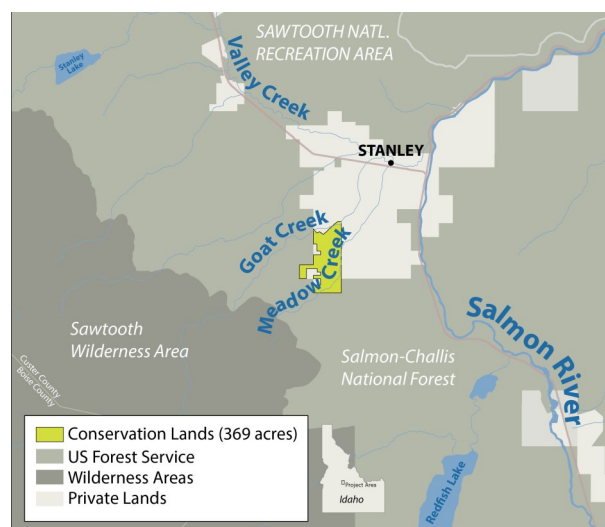 SAWTOOTH NATL.
RECREATION AREA
Stanley
Lake
Valley Creek
STANLEY
Goat Creek
Meadow Creek
Sawtooth
Wilderness Area
Salmon River
Salmon-Challis
National Forest
Custer County
Boise County
Redfish Lake
Conservation Lands (369 acres)
US Forest Service
Wilderness Areas
Private Lands
Project Area
Idaho